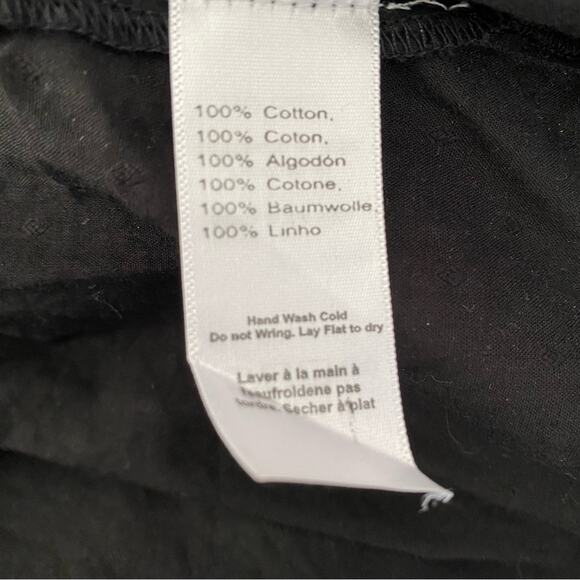 100% Cotton,
100% Coton,
100% Algodón
100% Cotone,
100% Baumwolle,
100% Linho
Hand Wash Cold
Do not Wring. Lay Flat to dry
Laver à la main à
pas
Secher à plat